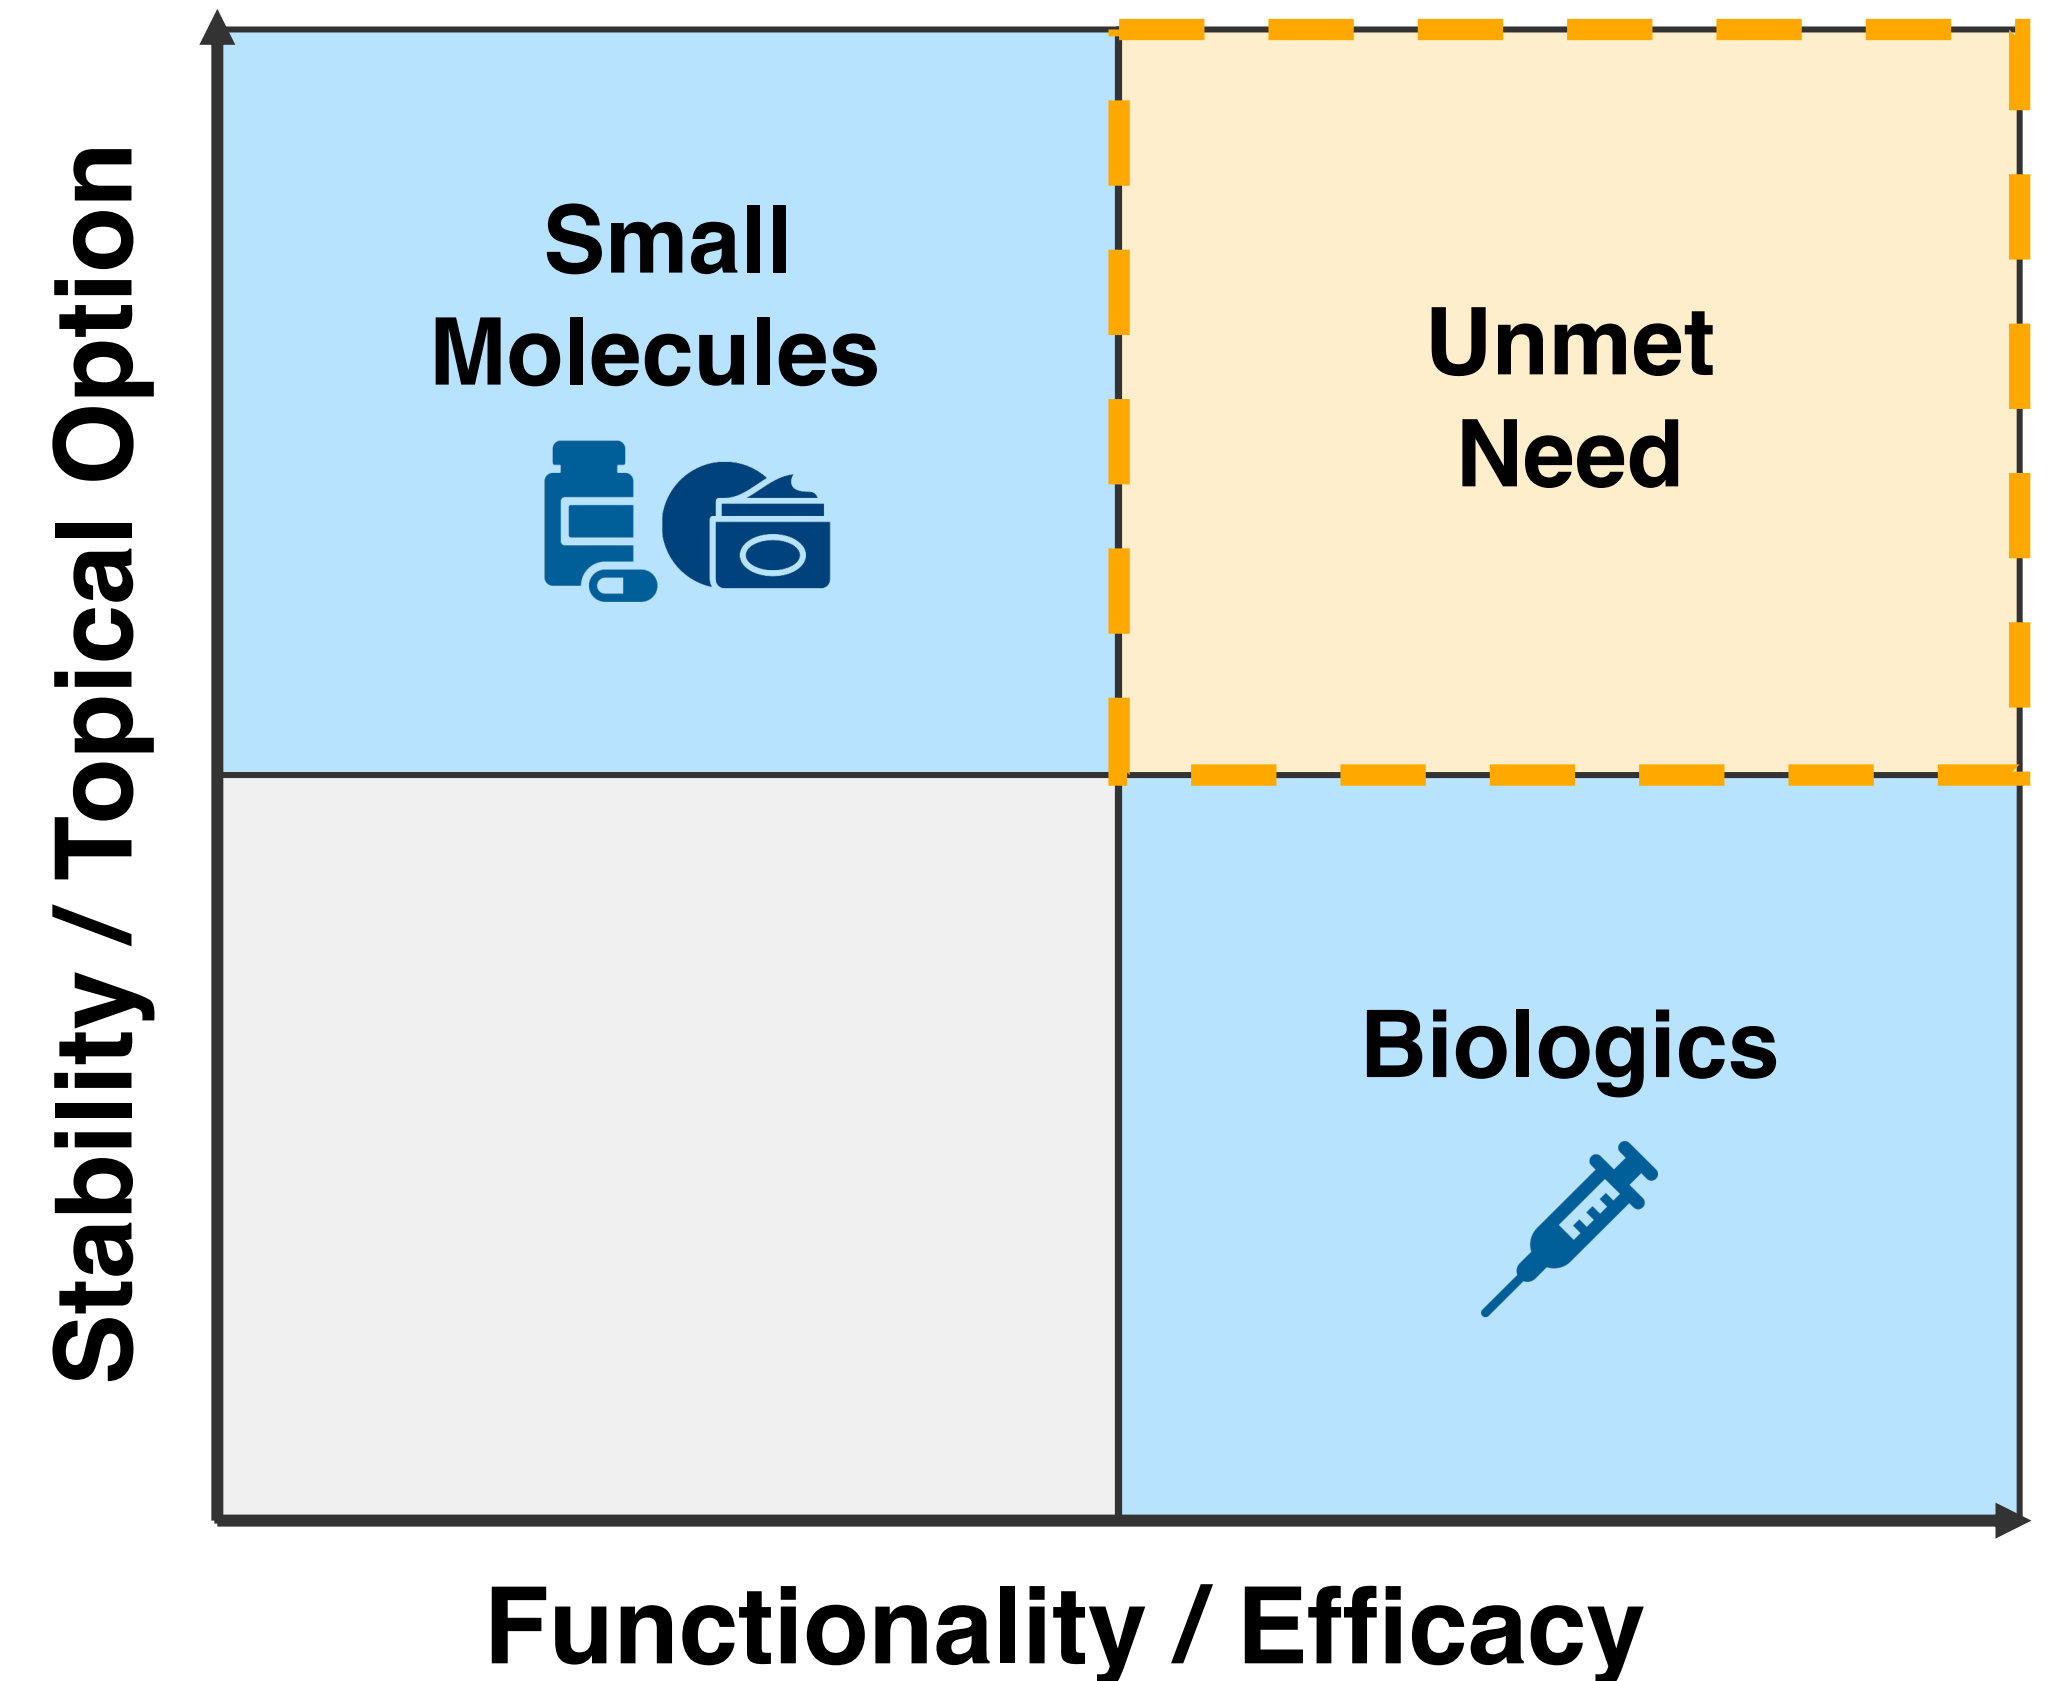 Stability / Topical Option
Small
Molecules
Unmet
Need
Biologics
Functionality / Efficacy